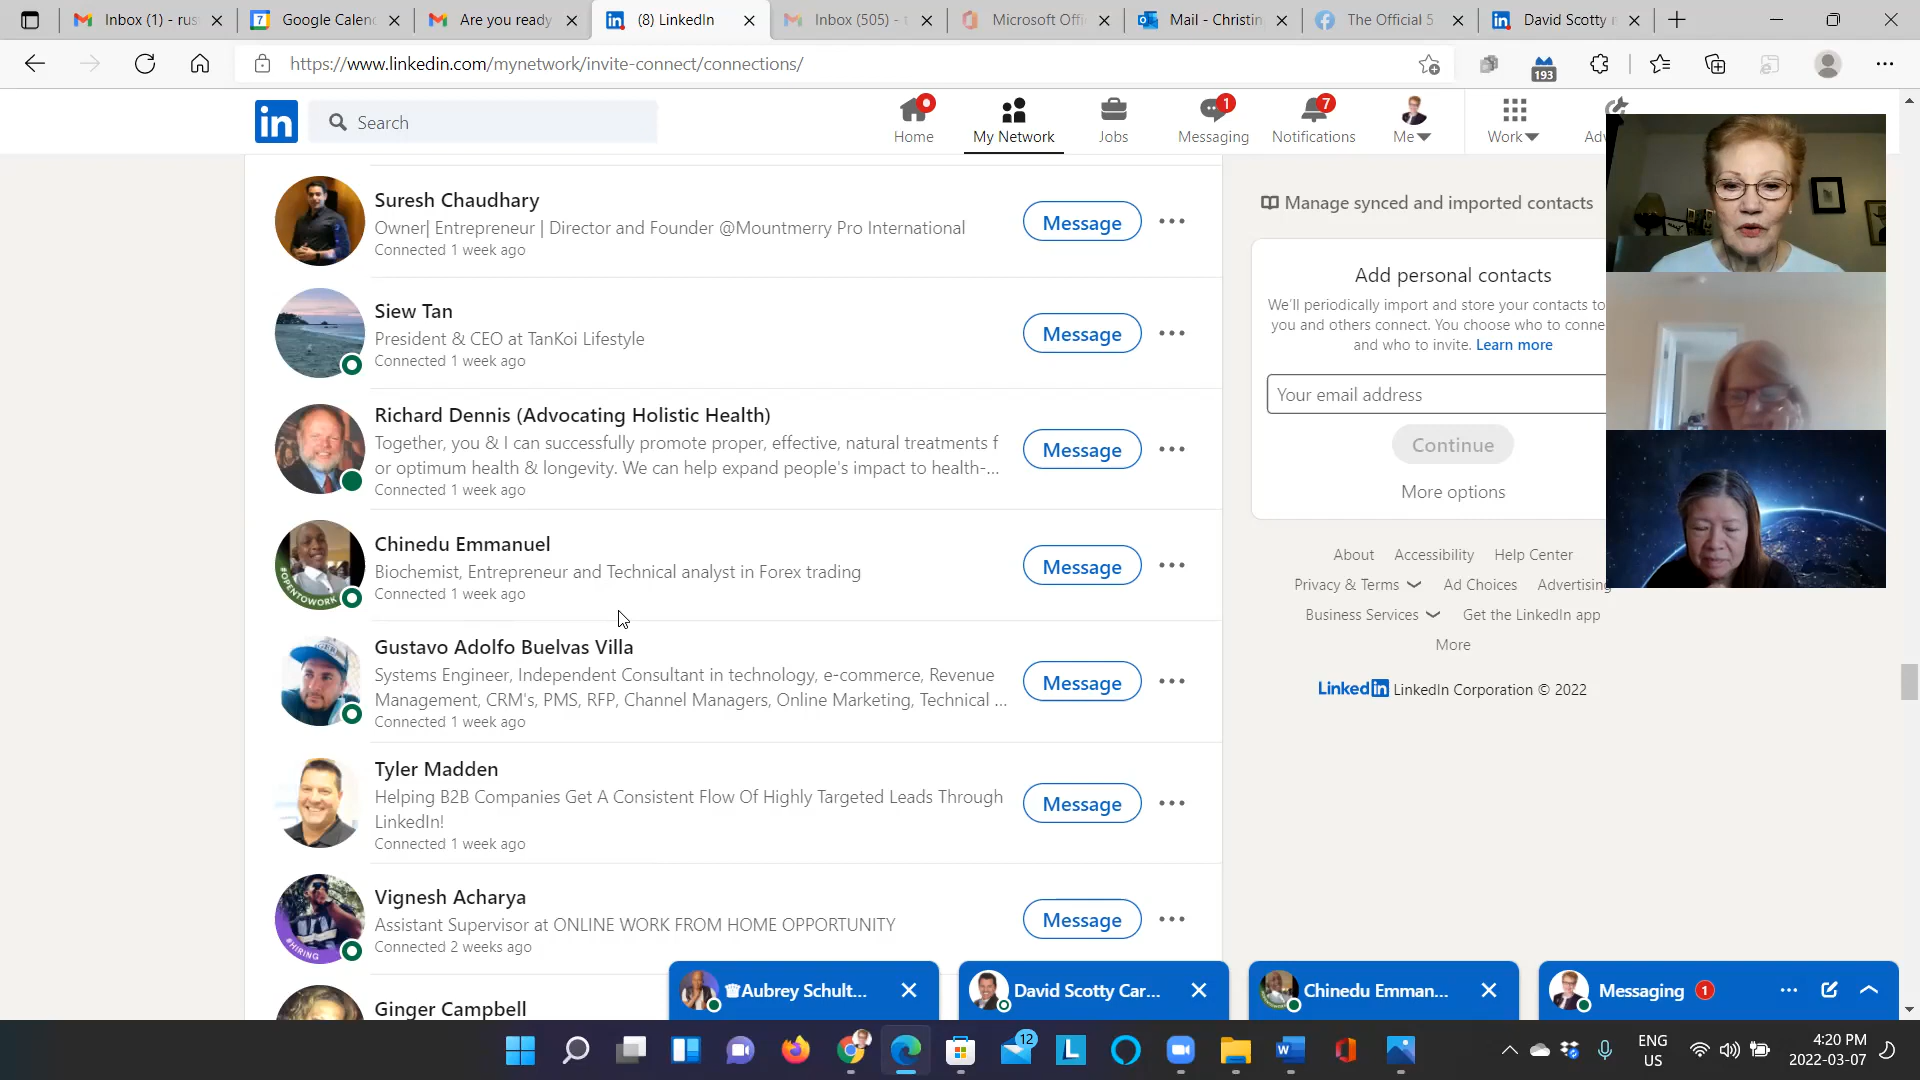 Inbox (1) - rus
Google Calen
Are you ready
(8) LinkedIn
Inbox (505) - t
Microsoft Offi
Mail - Christin
The Official 5
David Scotty
https://www.linkedin.com/mynetwork/invite-connect/connections/
193
in
Search
Home
My Network
1
Jobs
Messaging
7
Notifications
Me
Work
Adv
Suresh Chaudhary
Owner| Entrepreneur | Director and Founder @Mountmerry Pro International
Connected 1 week ago
Message
Siew Tan
President & CEO at TanKoi Lifestyle
Connected 1 week ago
Message
Richard Dennis (Advocating Holistic Health)
Together, you & I can successfully promote proper, effective, natural treatments f
or optimum health & longevity. We can help expand people's impact to health-...
Connected 1 week ago
Message
Chinedu Emmanuel
Biochemist, Entrepreneur and Technical analyst in Forex trading
Connected 1 week ago
Message
#OPENTOWORK
Gustavo Adolfo Buelvas Villa
Systems Engineer, Independent Consultant in technology, e-commerce, Revenue
Management, CRM's, PMS, RFP, Channel Managers, Online Marketing, Technical ...
Connected 1 week ago
Message
Tyler Madden
Helping B2B Companies Get A Consistent Flow Of Highly Targeted Leads Through
LinkedIn!
Connected 1 week ago
Message
Vignesh Acharya
Assistant Supervisor at ONLINE WORK FROM HOME OPPORTUNITY
Connected 2 weeks ago
Message
#HIRING
Ginger Campbell
Manage synced and imported contacts
Add personal contacts
We'll periodically import and store your contacts to
you and others connect. You choose who to conne
and who to invite. Learn more
Your email address
Continue
More options
About Accessibility Help Center
Privacy & Terms Ad Choices Advertising
Business Services Get the LinkedIn app
More
LinkedIn LinkedIn Corporation © 2022
Aubrey Schult...
David Scotty Car...
Chinedu Emman...
Messaging 1
12
L
W
ENG
US
4:20 PM
2022-03-07